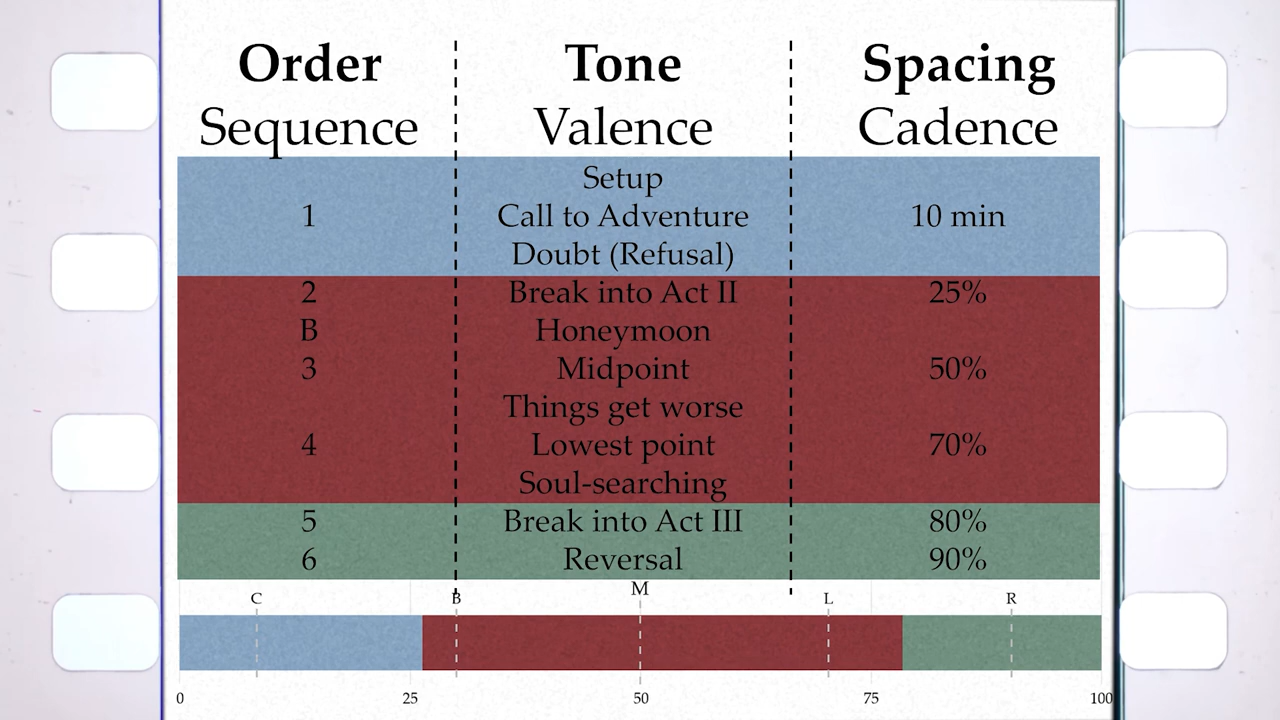 Order Tone Spacing
Sequence Valence Cadence
Setup
1 Call to Adventure 10 min
Doubt (Refusal)
2 Break into Act II 25%
B Honeymoon
3 Midpoint 50%
Things get worse
4 Lowest point 70%
Soul-searching
5 Break into Act III 80%
6 Reversal 90%
C B M L R
0 25 50 75 100